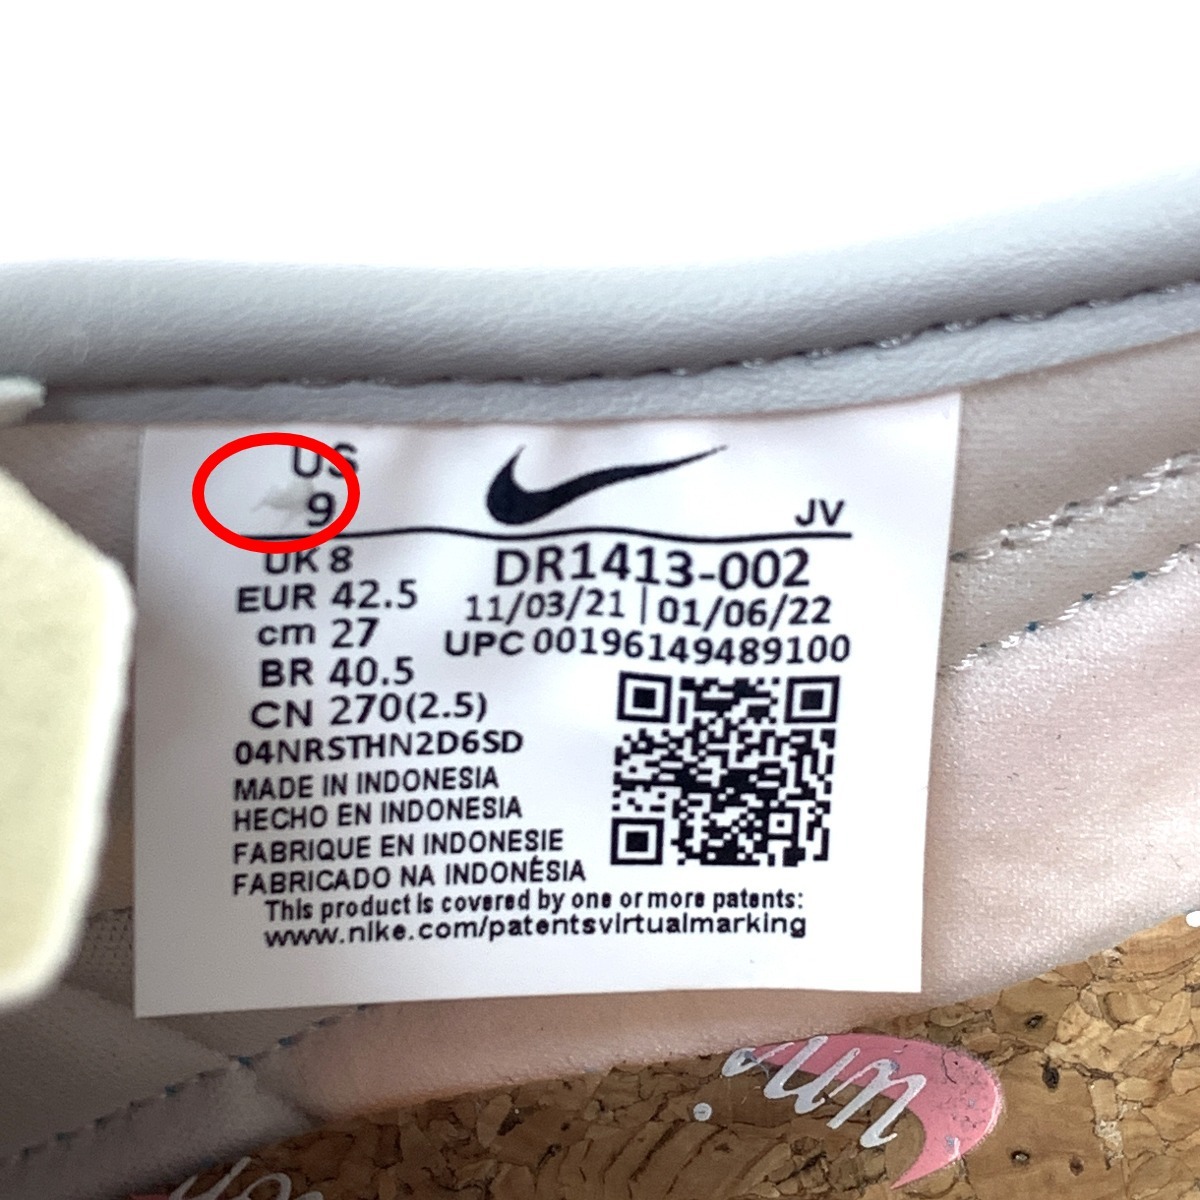 US
9
JV
UK 8
DR1413-002
EUR 42.5
11/03/21 | 01/06/22
cm 27
UPC 00196149489100
BR 40.5
CN 270(2.5)
04NRSTHN2D6SD
MADE IN INDONESIA
HECHO EN INDONESIA
FABRIQUE EN INDONESIE
FABRICADO NA INDONÉSIA
This product is covered by one or more patents:
www.nike.com/patentsvirtualmarking